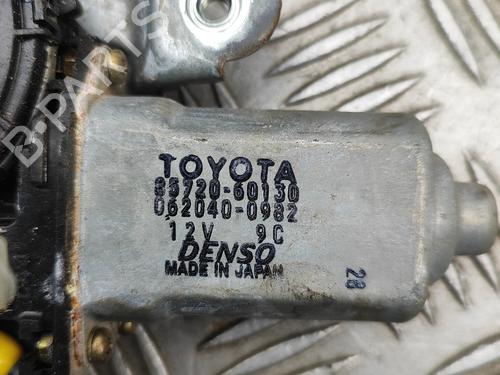 B-PARTS
TOYOTA
85720-60130
062040-0982
12V 9C
DENSO
MADE IN JAPAN
28